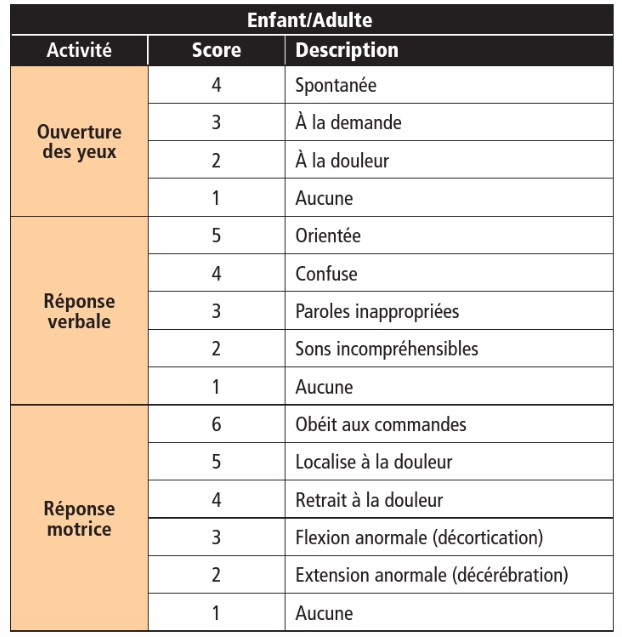 Enfant/Adulte
Activité Score Description
Ouverture
des yeux
4 Spontanée
3 À la demande
2 À la douleur
1 Aucune
Réponse
verbale
5 Orientée
4 Confuse
3 Paroles inappropriées
2 Sons incompréhensibles
1 Aucune
Réponse
motrice
6 Obéit aux commandes
5 Localise à la douleur
4 Retrait à la douleur
3 Flexion anormale (décortication)
2 Extension anormale (décérébration)
1 Aucune